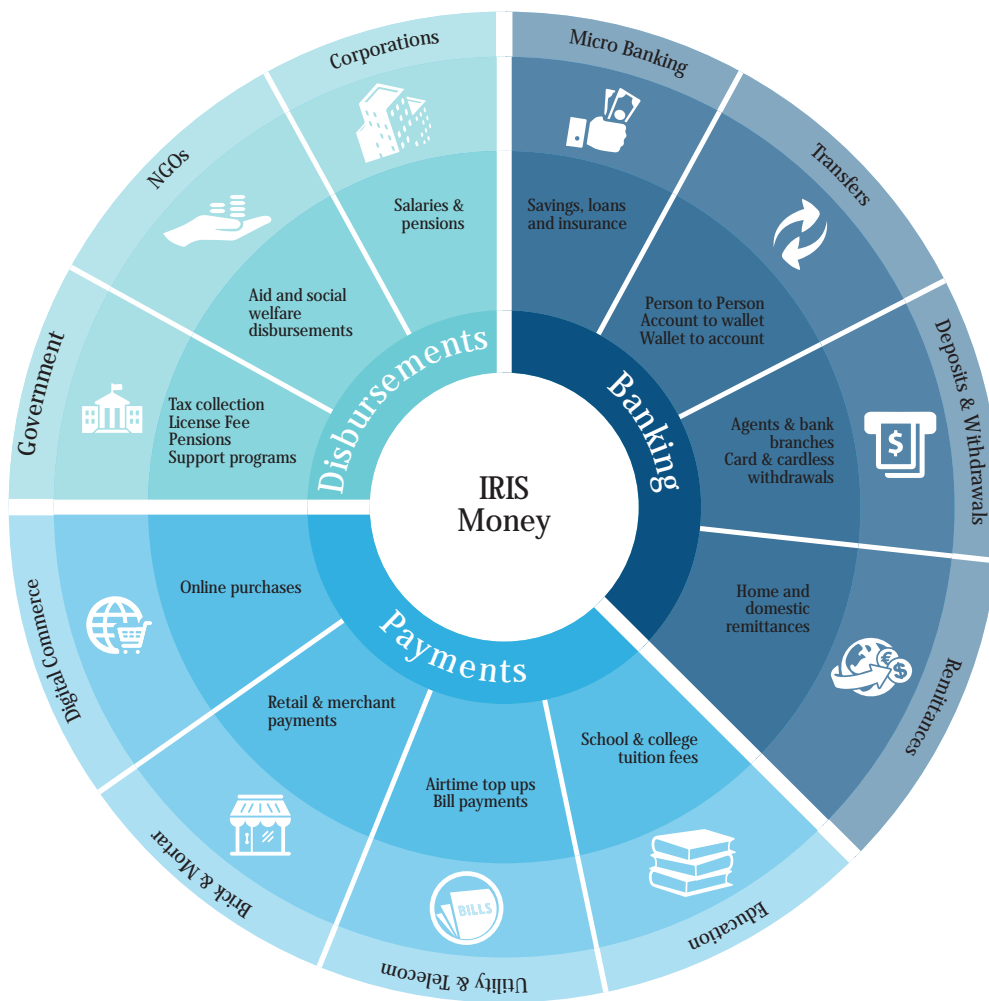 IRIS
Money
Banking
Micro Banking
Savings, loans
and insurance
Transfers
Person to Person
Account to wallet
Wallet to account
Deposits & Withdrawals
Agents & bank
branches
Card & cardless
withdrawals
$
Remittances
Home and
domestic
remittances
€
$
Payments
Education
School & college
tuition fees
Utility & Telecom
Airtime top ups
Bill payments
BILLS
Brick & Mortar
Retail & merchant
payments
Digital Commerce
Online purchases
Disbursements
Government
Tax collection
License Fee
Pensions
Support programs
NGOs
Aid and social
welfare
disbursements
Corporations
Salaries &
pensions